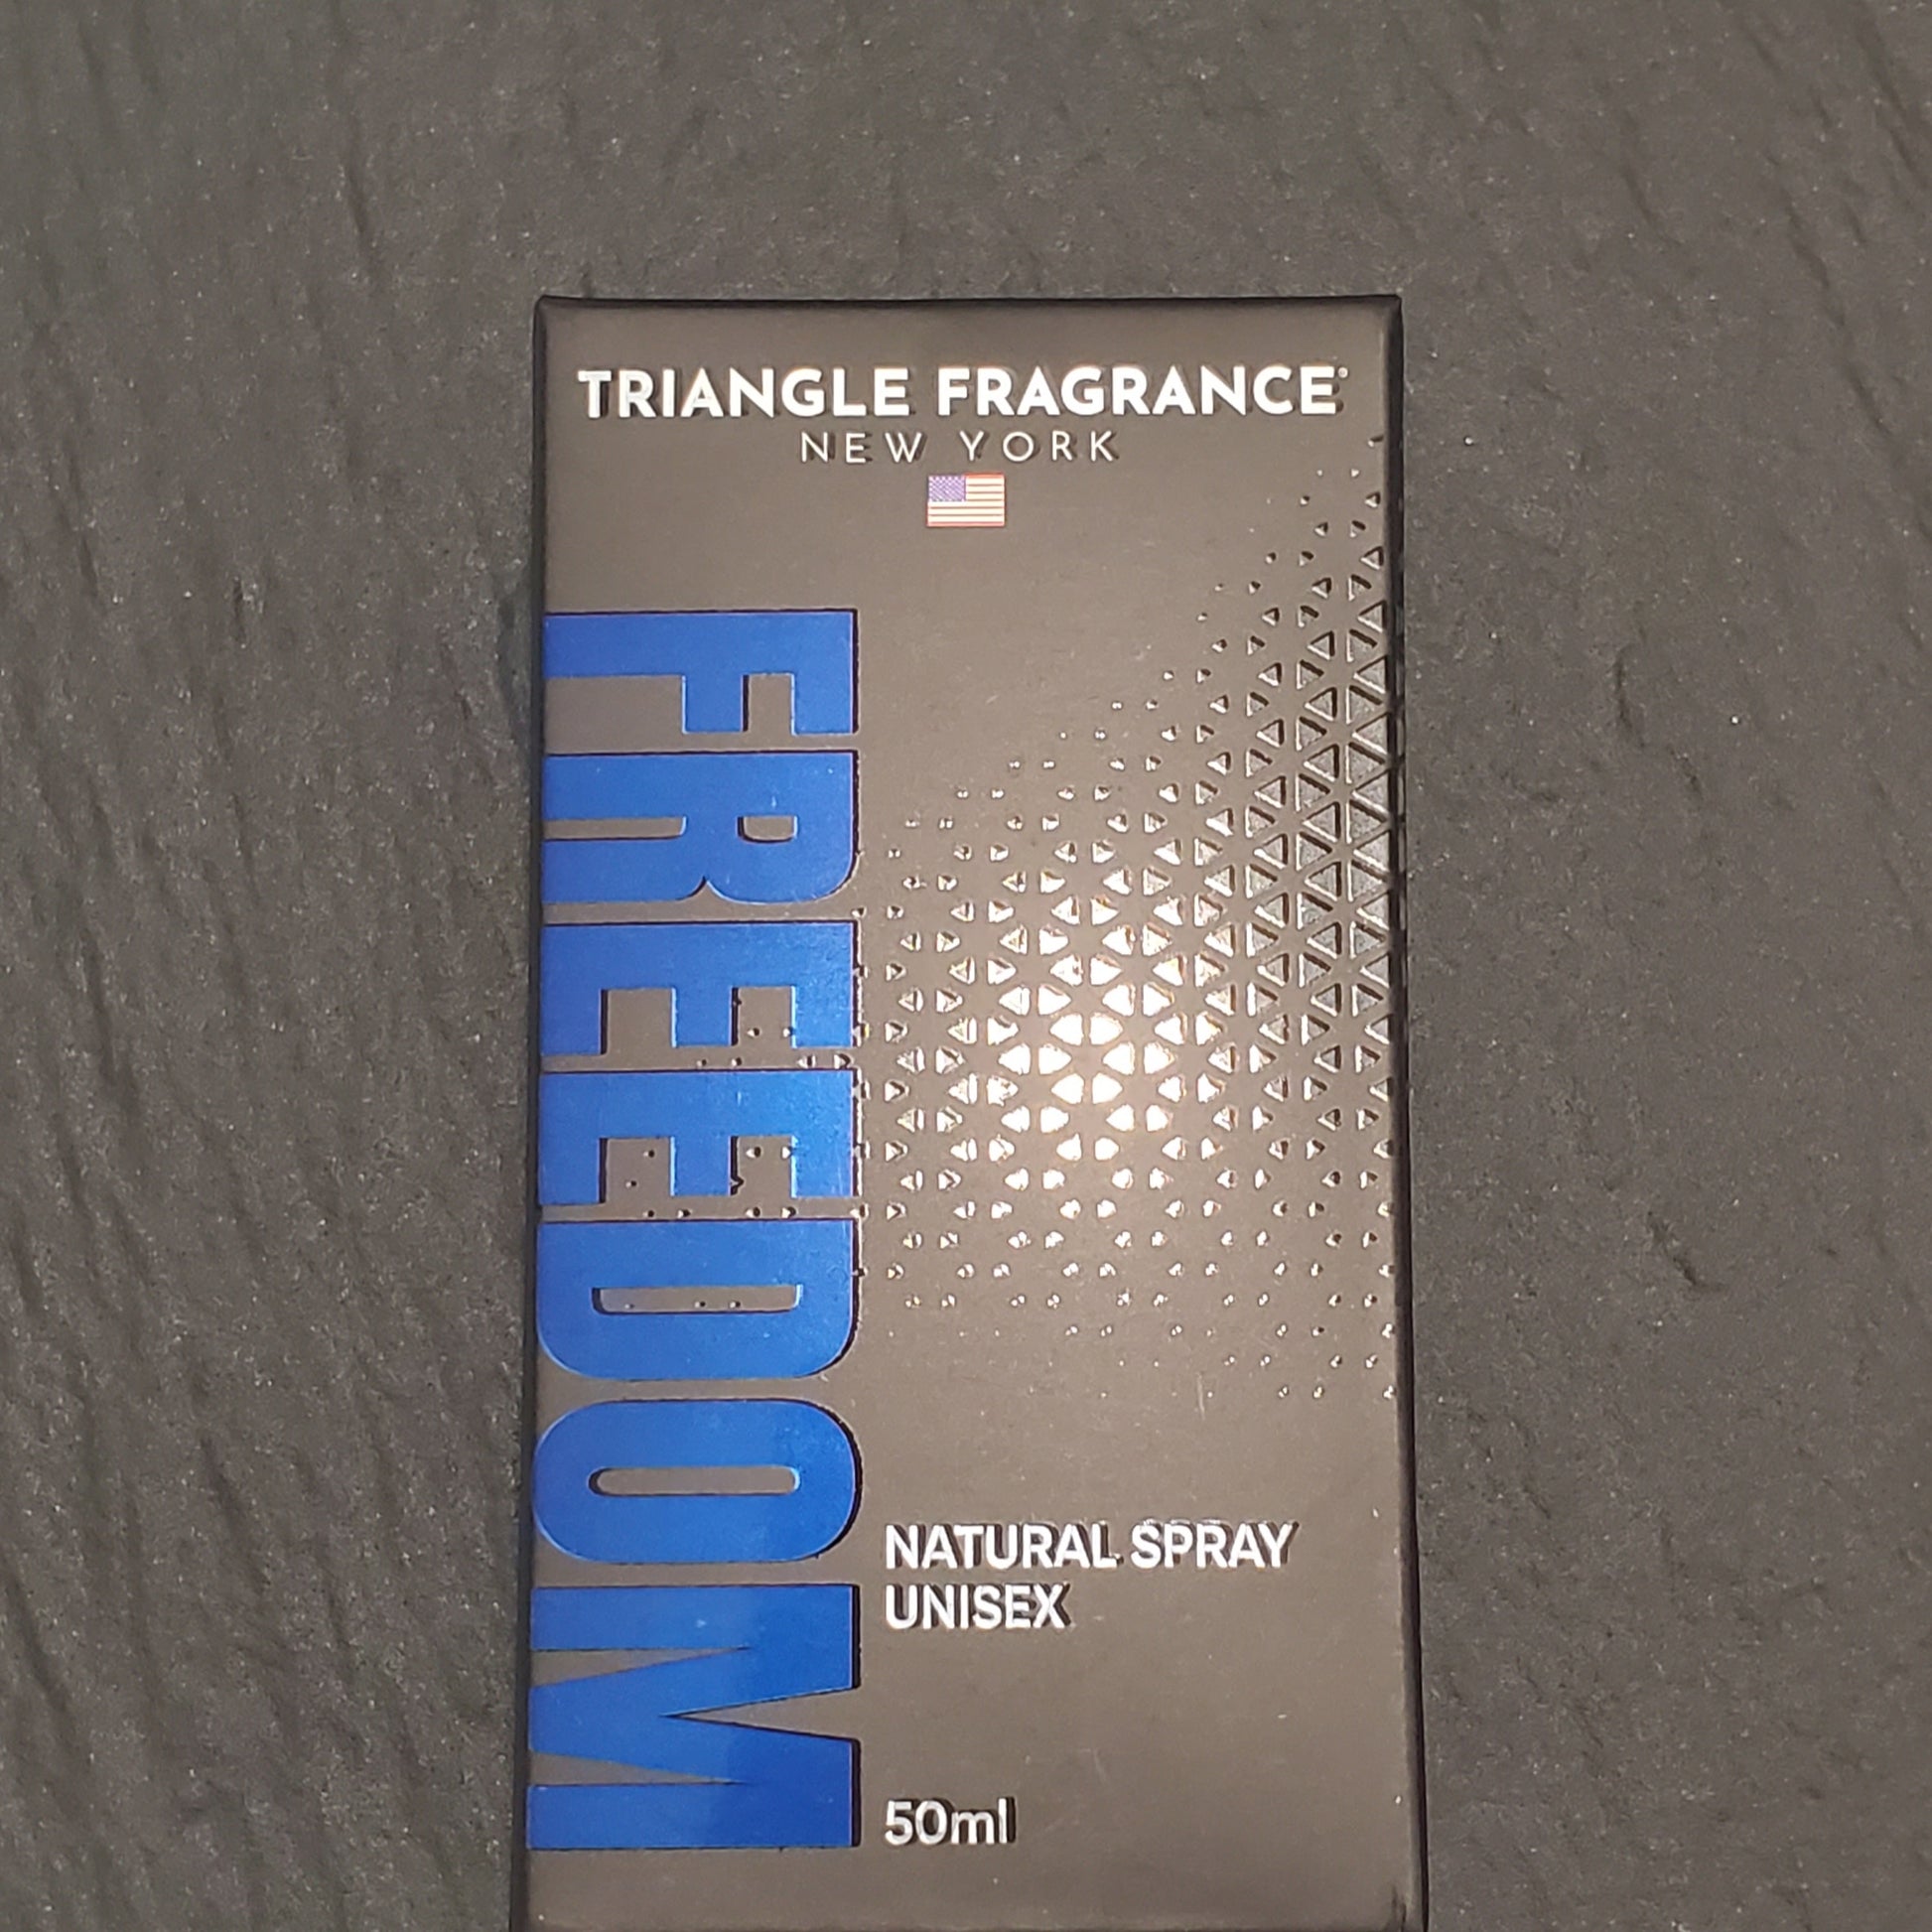 TRIANGLE FRAGRANCE
NEW YORK
FREEDOM
NATURAL SPRAY
UNISEX
50ml